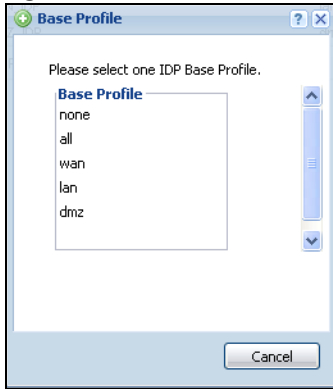 Base Profile
Please select one IDP Base Profile.
Base Profile
none
all
wan
lan
dmz
Cancel